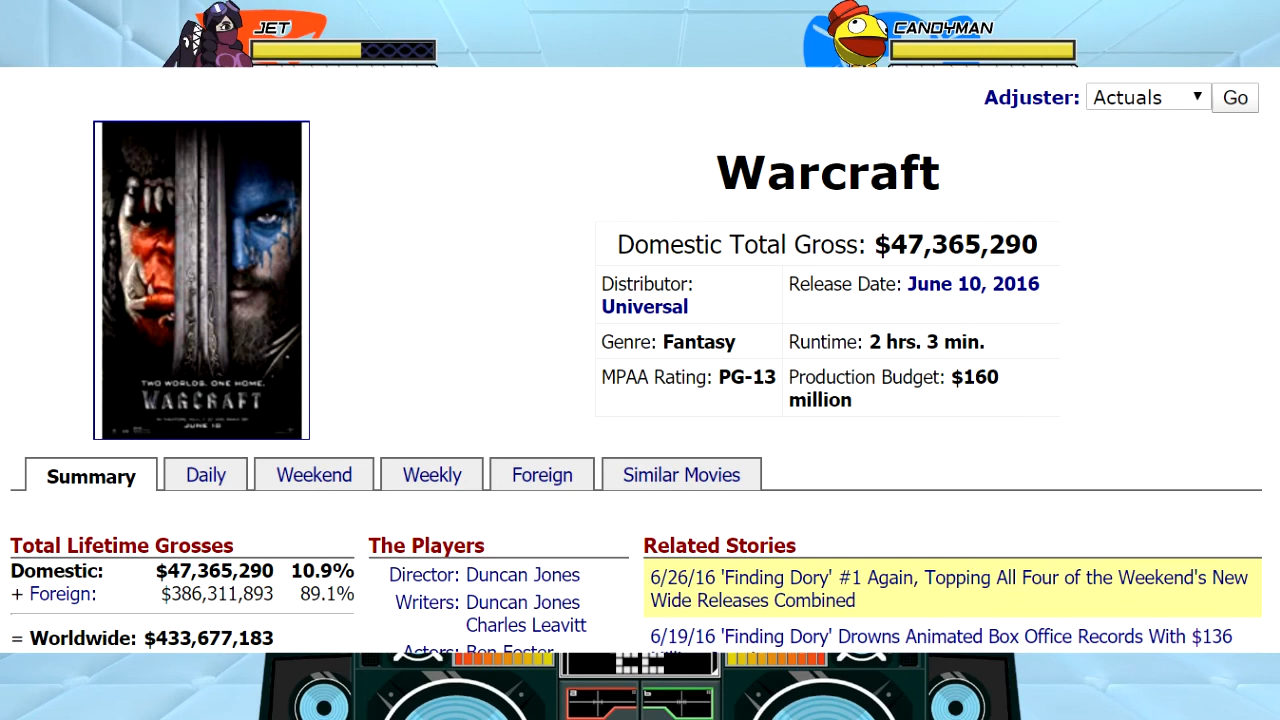 JET
CANDYMAN
Adjuster: Actuals Go
TWO WORLDS. ONE HOME.
WARCRAFT
JUNE 10
Warcraft
Domestic Total Gross: $47,365,290
Distributor:
Universal
Release Date: June 10, 2016
Genre: Fantasy
Runtime: 2 hrs. 3 min.
MPAA Rating: PG-13
Production Budget: $160
million
Summary
Daily
Weekend
Weekly
Foreign
Similar Movies
Total Lifetime Grosses
Domestic: $47,365,290 10.9%
+ Foreign: $386,311,893 89.1%
= Worldwide: $433,677,183
The Players
Director: Duncan Jones
Writers: Duncan Jones
Charles Leavitt
Actors: Ben Foster
Related Stories
6/26/16 'Finding Dory' #1 Again, Topping All Four of the Weekend's New
Wide Releases Combined
6/19/16 'Finding Dory' Drowns Animated Box Office Records With $136